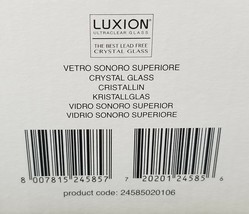 LUXION®
ULTRACLEAR GLASS
THE BEST LEAD FREE
CRYSTAL GLASS
VETRO SONORO SUPERIORE
CRYSTAL GLASS
CRISTALLIN
KRISTALLGLAS
VIDRO SONORO SUPERIOR
VIDRIO SONORO SUPERIORE
8 007815 245857
7 20201 24585 6
product code: 24585020106